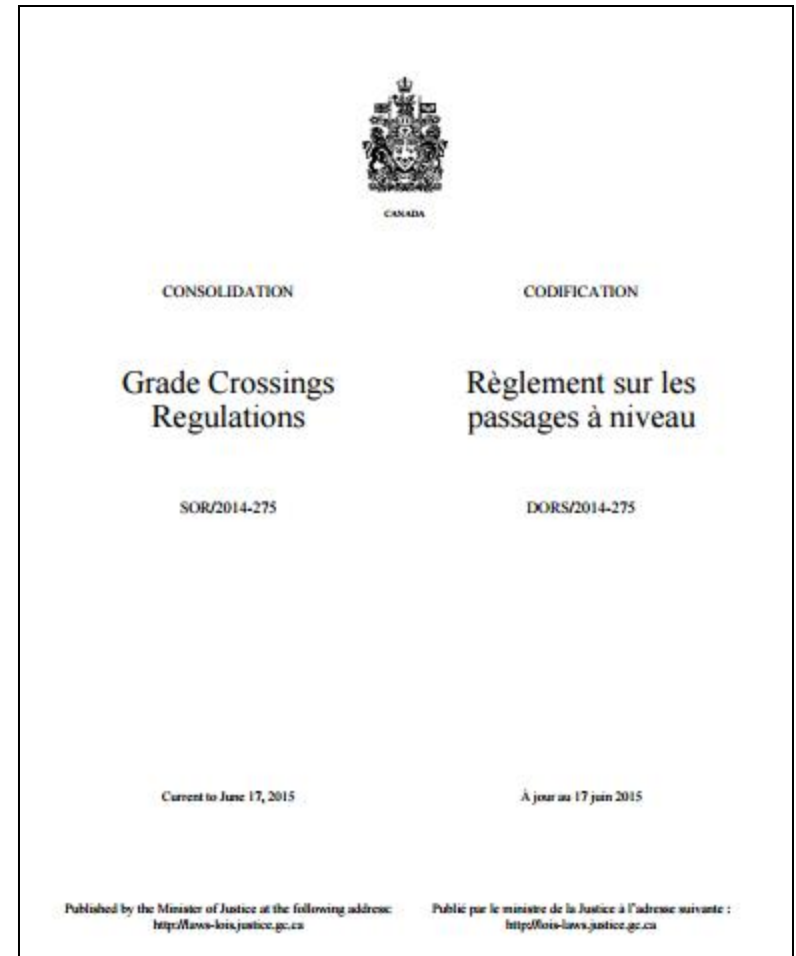 CANADA
CONSOLIDATION
Grade Crossings
Regulations
SOR/2014-275
Current to June 17, 2015
Published by the Minister of Justice at the following address:
http://laws-lois.justice.gc.ca
CODIFICATION
Règlement sur les
passages à niveau
DORS/2014-275
À jour au 17 juin 2015
Publié par le ministre de la Justice à l'adresse suivante :
http://lois-laws.justice.gc.ca